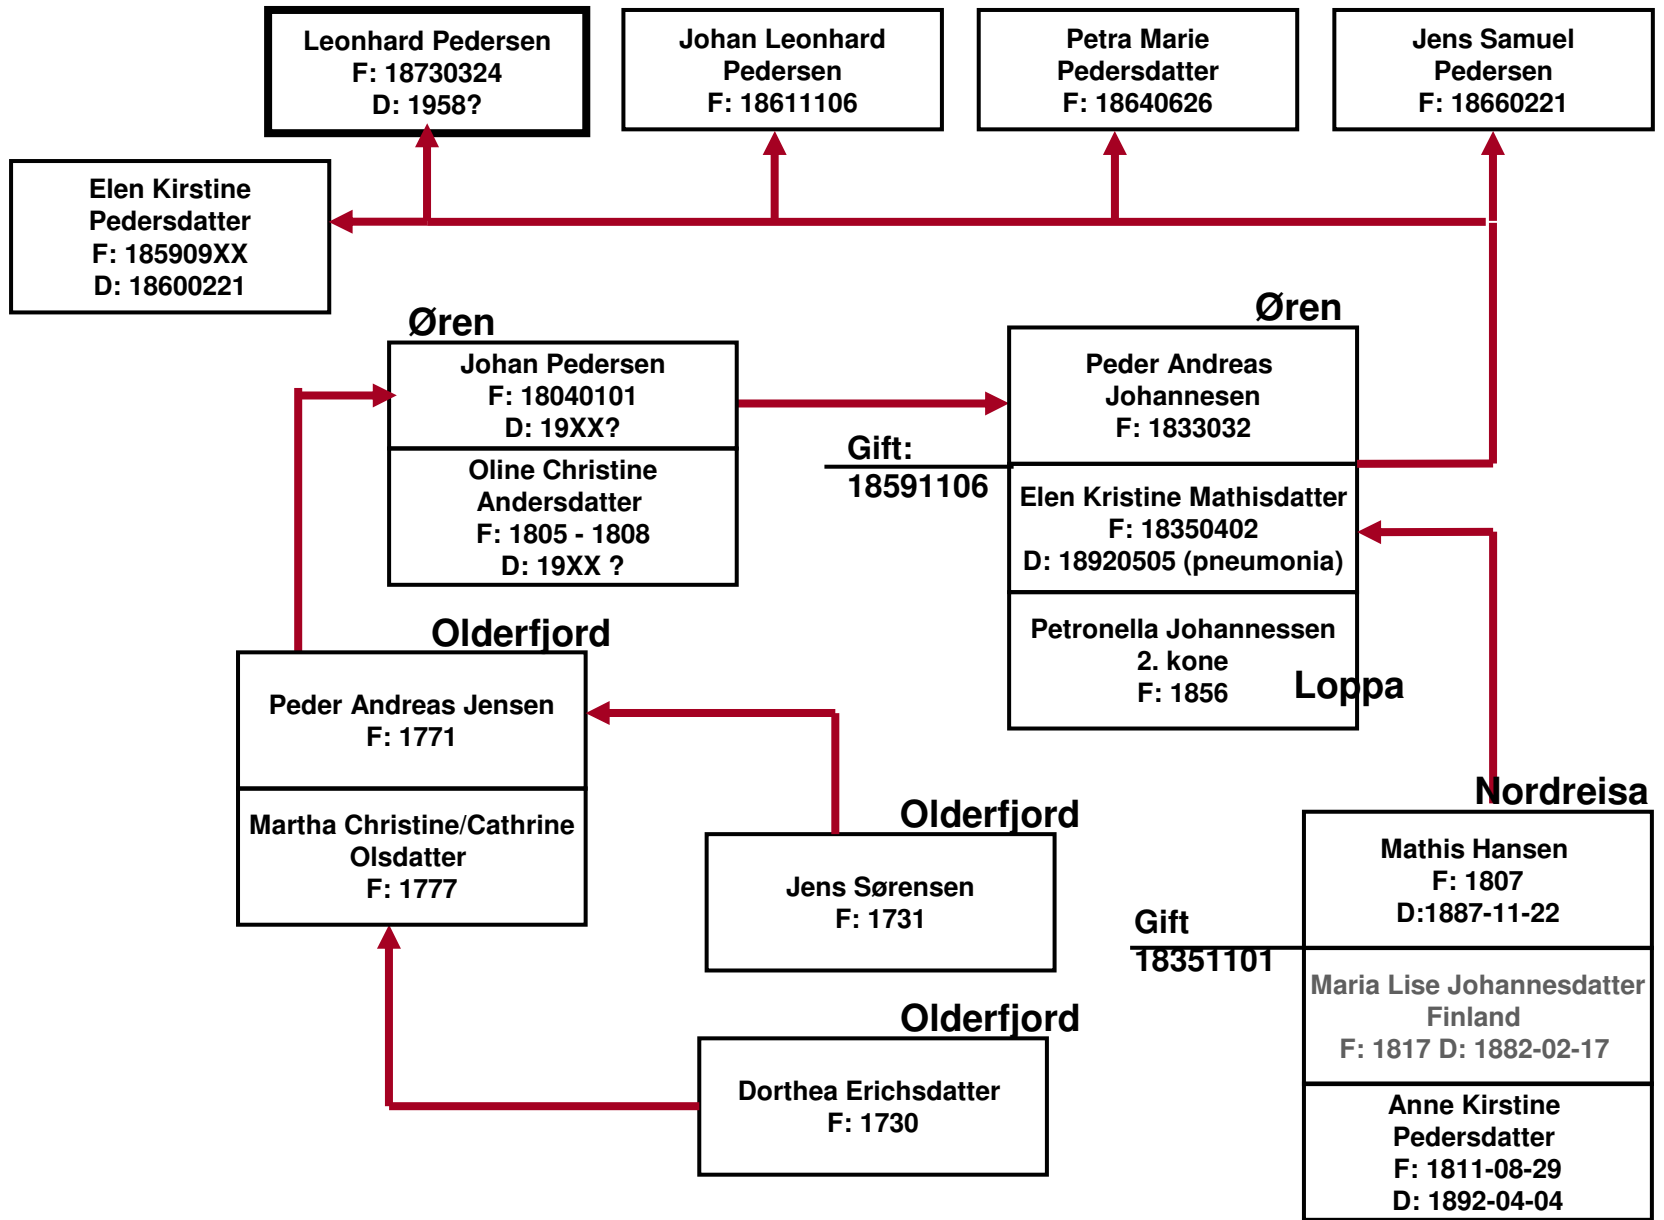 Leonhard Pedersen
F: 18730324
D: 1958?
Johan Leonhard
Pedersen
F: 18611106
Petra Marie
Pedersdatter
F: 18640626
Jens Samuel
Pedersen
F: 18660221
Elen Kirstine
Pedersdatter
F: 185909XX
D: 18600221
Øren
Johan Pedersen
F: 18040101
D: 19XX?
Oline Christine
Andersdatter
F: 1805 - 1808
D: 19XX ?
Øren
Peder Andreas
Johannesen
F: 1833032
Gift:
18591106
Elen Kristine Mathisdatter
F: 18350402
D: 18920505 (pneumonia)
Petronella Johannessen
2. kone
F: 1856
Loppa
Olderfjord
Peder Andreas Jensen
F: 1771
Martha Christine/Cathrine
Olsdatter
F: 1777
Olderfjord
Jens Sørensen
F: 1731
Olderfjord
Dorthea Erichsdatter
F: 1730
Nordreisa
Mathis Hansen
F: 1807
D:1887-11-22
Gift
18351101
Maria Lise Johannesdatter
Finland
F: 1817 D: 1882-02-17
Anne Kirstine
Pedersdatter
F: 1811-08-29
D: 1892-04-04